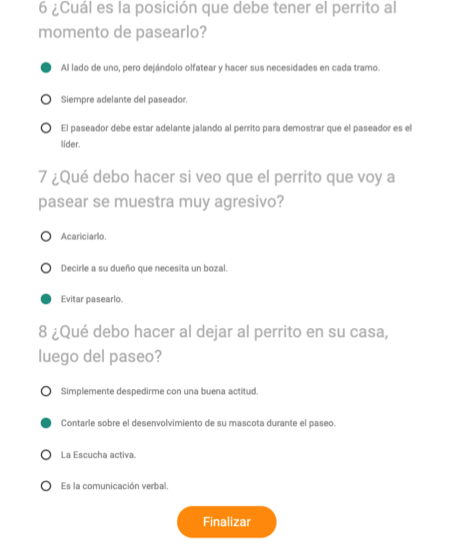 6 ¿Cuál es la posición que debe tener el perrito al
momento de pasearlo?
Al lado de uno, pero dejándolo olfatear y hacer sus necesidades en cada tramo.
Siempre adelante del paseador.
El paseador debe estar adelante jalando al perrito para demostrar que el paseador es el
líder.
7 ¿Qué debo hacer si veo que el perrito que voy a
pasear se muestra muy agresivo?
Acariciarlo.
Decirle a su dueño que necesita un bozal.
Evitar pasearlo.
8 ¿Qué debo hacer al dejar al perrito en su casa,
luego del paseo?
Simplemente despedirme con una buena actitud.
Contarle sobre el desenvolvimiento de su mascota durante el paseo.
La Escucha activa.
Es la comunicación verbal.
Finalizar